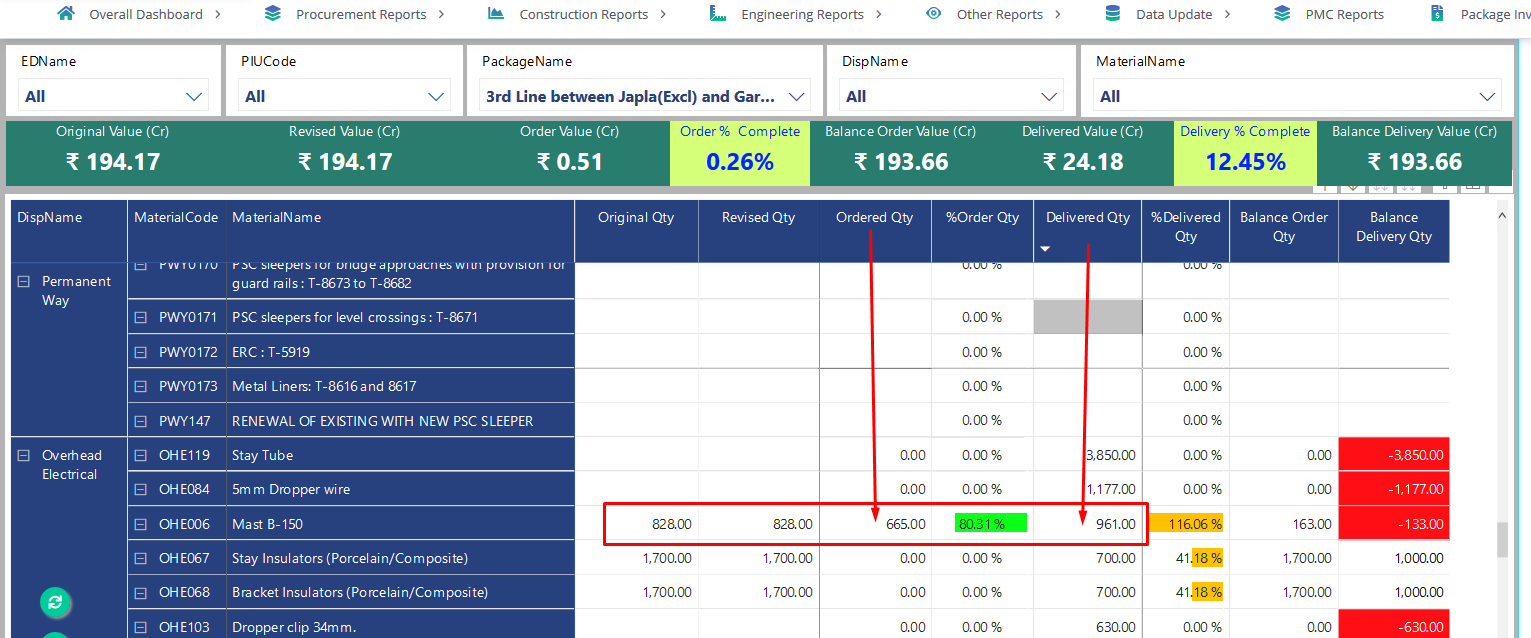 Overall Dashboard > Procurement Reports > Construction Reports > Engineering Reports > Other Reports > Data Update > PMC Reports Package Inv
EDName PIUCode PackageName DispName MaterialName
All All 3rd Line between Japla(Excl) and Gar... All All
Original Value (Cr) Revised Value (Cr) Order Value (Cr) Order % Complete Balance Order Value (Cr) Delivered Value (Cr) Delivery % Complete Balance Delivery Value (Cr)
₹ 194.17 ₹ 194.17 ₹ 0.51 0.26% ₹ 193.66 ₹ 24.18 12.45% ₹ 193.66
DispName MaterialCode MaterialName Original Qty Revised Qty Ordered Qty %Order Qty Delivered Qty %Delivered Balance Order Balance
Qty Qty Delivery Qty
PWY0170 PSC sleepers for bridge approaches with provision for 0.00 % 0.00 %
Permanent guard rails : T-8673 to T-8682
Way
PWY0171 PSC sleepers for level crossings : T-8671 0.00 % 0.00 %
PWY0172 ERC : T-5919 0.00 % 0.00 %
PWY0173 Metal Liners: T-8616 and 8617 0.00 % 0.00 %
PWY147 RENEWAL OF EXISTING WITH NEW PSC SLEEPER 0.00 % 0.00 %
Overhead OHE119 Stay Tube 0.00 0.00 % 3,850.00 0.00 % 0.00 -3,850.00
Electrical
OHE084 5mm Dropper wire 0.00 0.00 % 1,177.00 0.00 % 0.00 -1,177.00
OHE006 Mast B-150 828.00 828.00 665.00 80.31 % 961.00 116.06 % 163.00 -133.00
OHE067 Stay Insulators (Porcelain/Composite) 1,700.00 1,700.00 0.00 0.00 % 700.00 41.18 % 1,700.00 1,000.00
OHE068 Bracket Insulators (Porcelain/Composite) 1,700.00 1,700.00 0.00 0.00 % 700.00 41.18 % 1,700.00 1,000.00
OHE103 Dropper clip 34mm. 0.00 0.00 % 630.00 0.00 % 0.00 -630.00